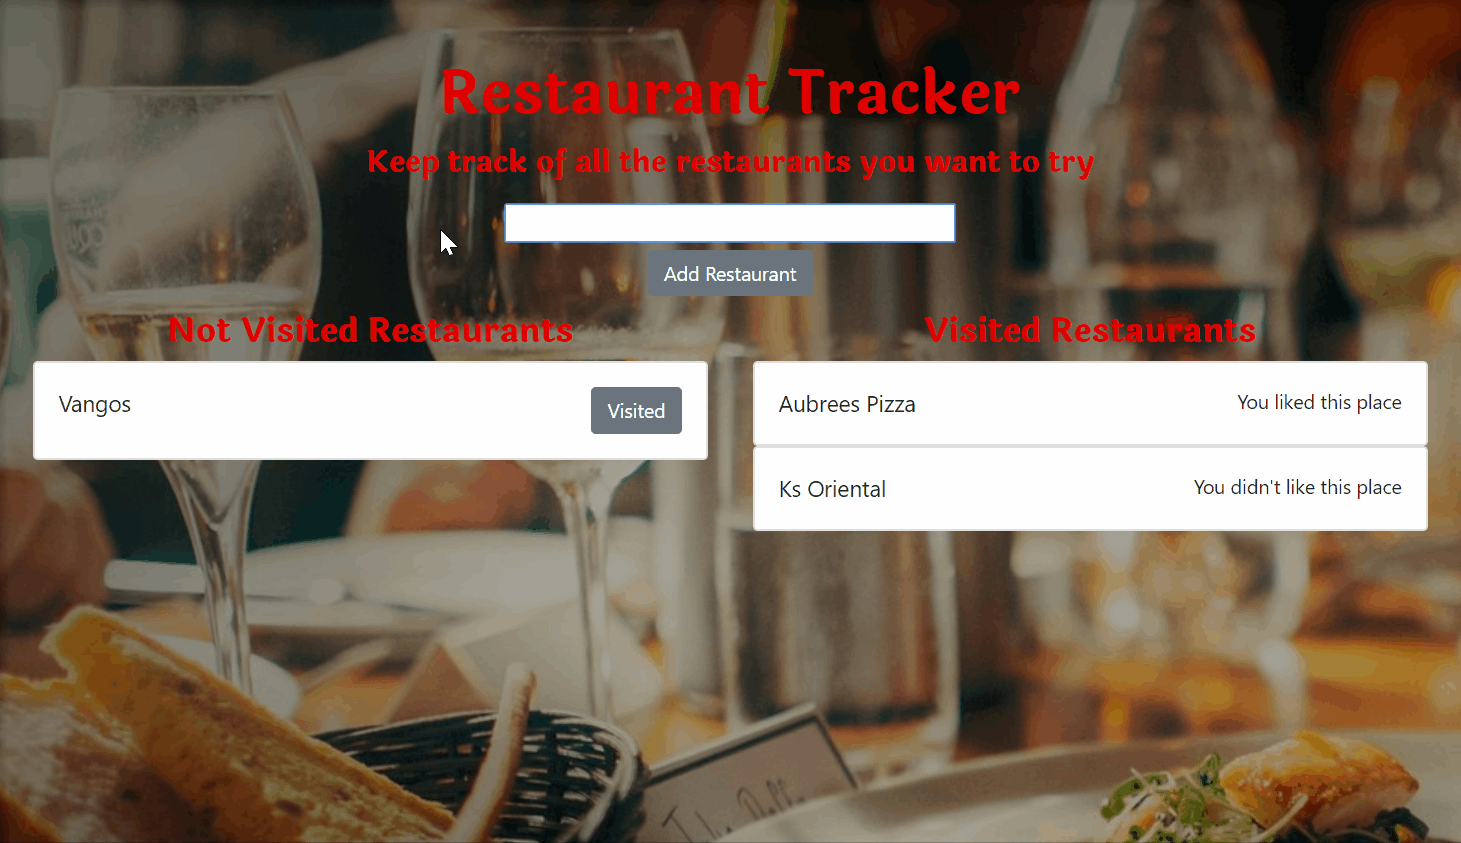 Restaurant Tracker
Keep track of all the restaurants you want to try
Add Restaurant
Not Visited Restaurants
Vangos
Visited
Visited Restaurants
Aubrees Pizza
You liked this place
Ks Oriental
You didn't like this place